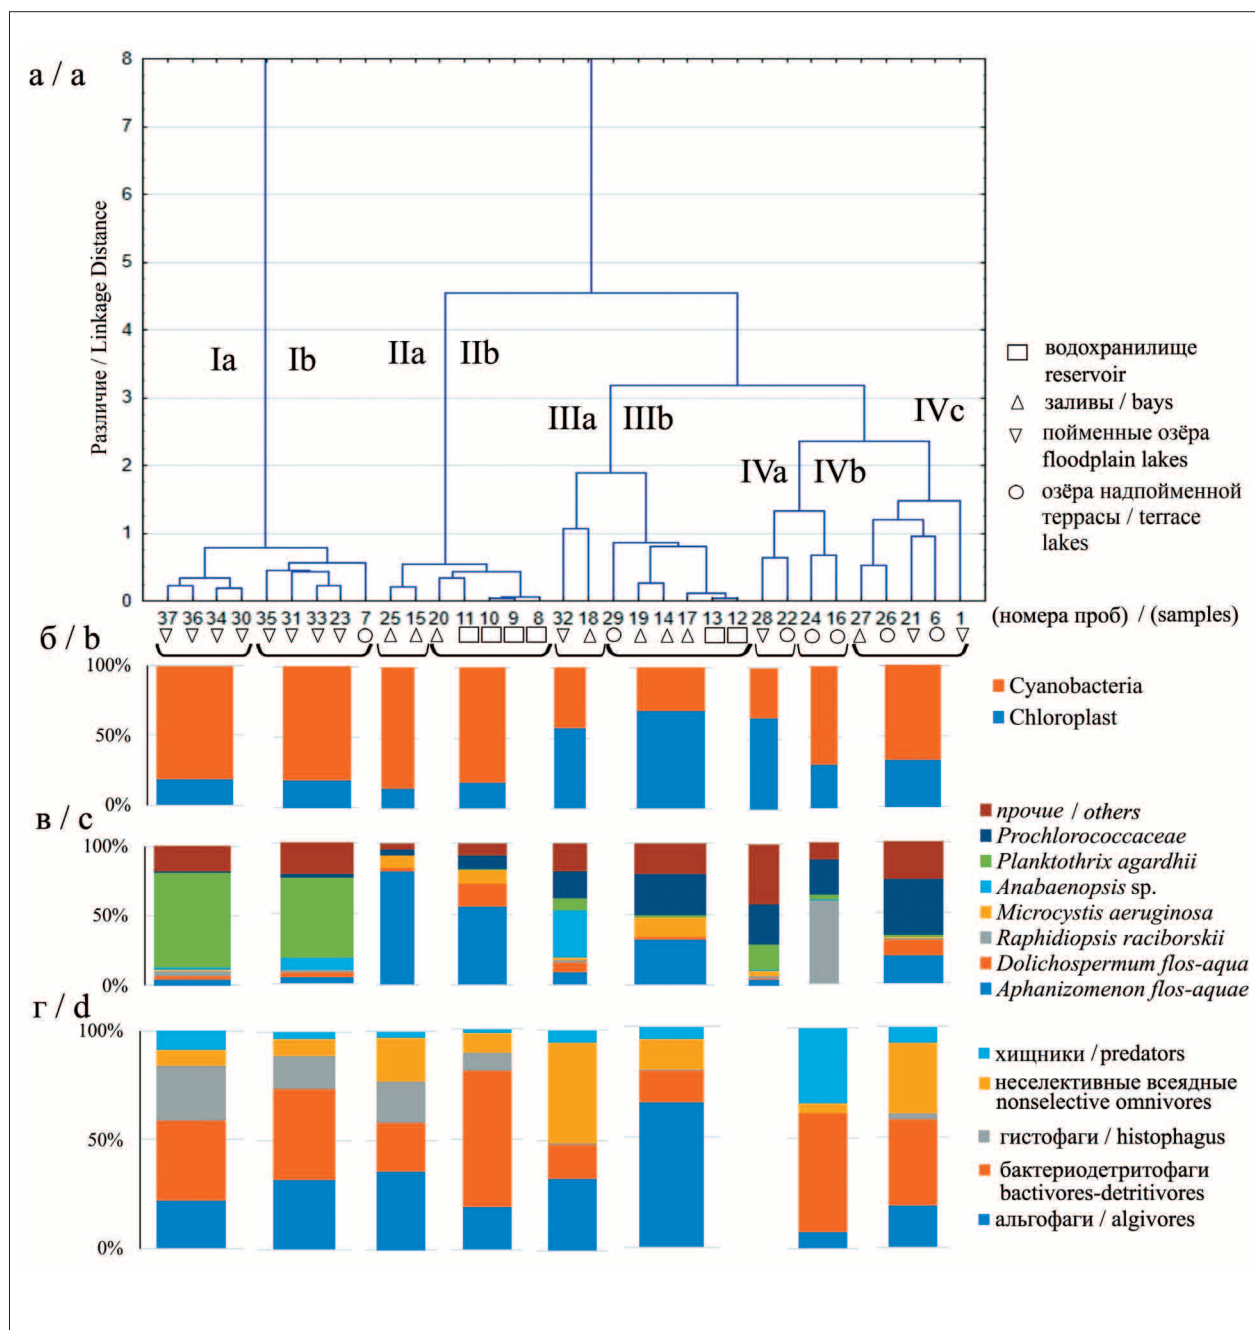 а / a
8
7
6
5
4
3
2
1
0
Различие / Linkage Distance
Ia
Ib
IIa
IIb
IIIa
IIIb
IVa
IVb
IVc
водохранилище
reservoir
заливы / bays
пойменные озёра
floodplain lakes
озёра надпойменной
террасы / terrace
lakes
37 36 34 30 35 31 33 23 7 25 15 20 11 10 9 8 32 18 29 19 14 17 13 12 28 22 24 16 27 26 21 6 1 (номера проб) / (samples)
б / b
100%
50%
0%
Cyanobacteria
Chloroplast
в / c
100%
50%
0%
прочие / others
Prochlorococcaceae
Planktothrix agardhii
Anabaenopsis sp.
Microcystis aeruginosa
Raphidiopsis raciborskii
Dolichospermum flos-aqua
Aphanizomenon flos-aquae
г / d
100%
50%
0%
хищники / predators
неселективные всеядные
nonselective omnivores
гистофаги / histophagus
бактериодетритофаги
bactivores-detritivores
альгофаги / algivores